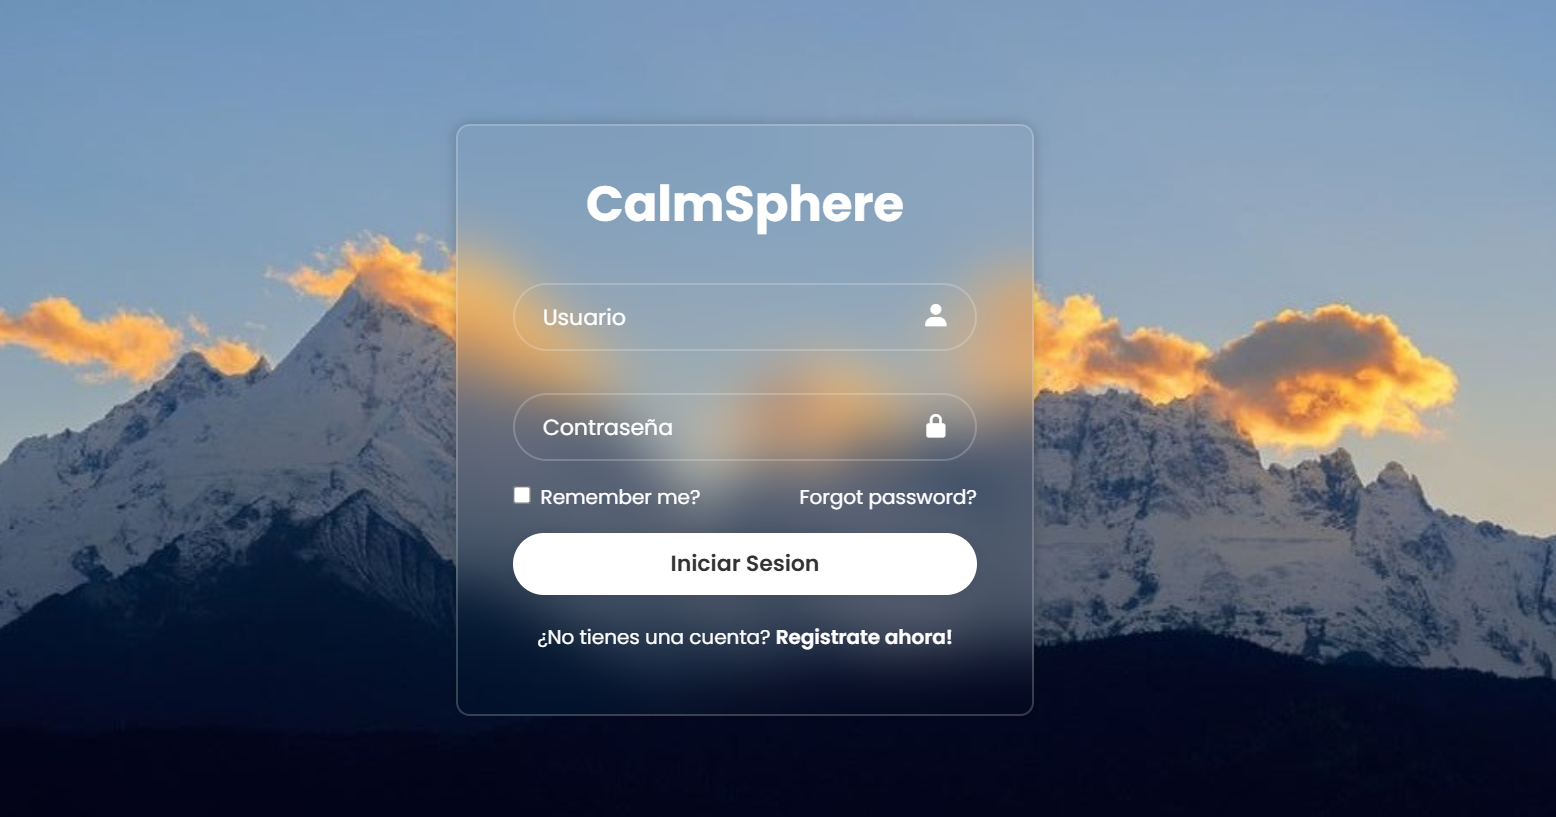 CalmSphere
Usuario
Contraseña
Remember me? Forgot password?
Iniciar Sesion
¿No tienes una cuenta? Registrate ahora!